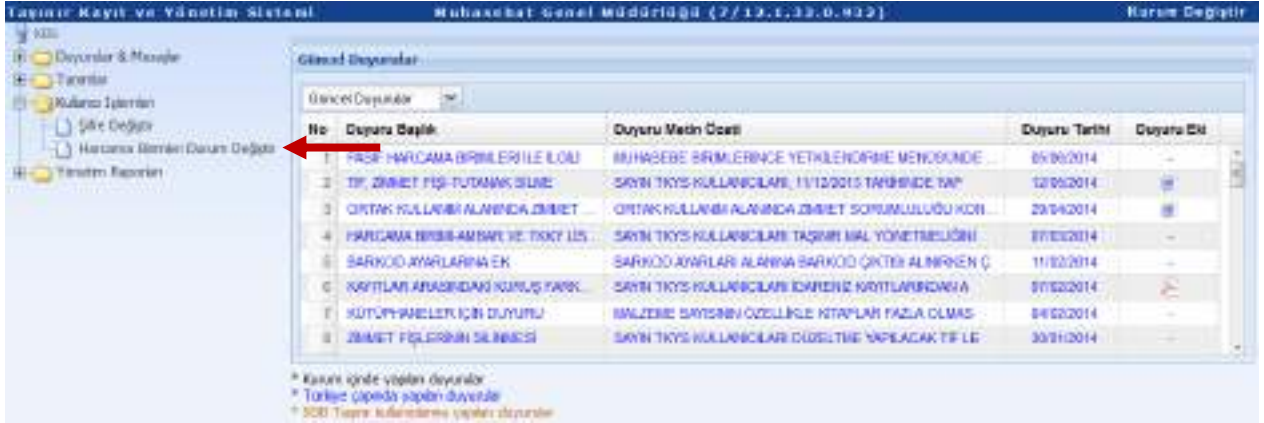 Taşınır Kayıt ve Yönetim Sistemi Muhasebat Genel Müdürlüğü Kurum Değiştir
Duyurular & Mesajlar
Tanımlar
Kullanıcı İşlemleri
Şifre Değiştir
Harcama Birimleri Durum Değiştir
Yönetim Raporları
Güncel Duyurular
Güncel Duyurular
No Duyuru Başlık Duyuru Metin Özeti Duyuru Tarihi Duyuru Eki
1 PASİF HARCAMA BİRİMLERİ İLE İLGİLİ MUHASEBE BİRİMLERİNCE YETKİLENDİRME MENÜSÜNDE ... 05/06/2014 -
2 TİF, ZİMMET FİŞİ-TUTANAK SİLME SAYIN TKYS KULLANICILARI, 11/12/2013 TARİHİNDE YAP 12/05/2014
3 ORTAK KULLANIM ALANINDA ZİMMET ... ORTAK KULLANIM ALANINDA ZİMMET SORUMLULUĞU KON... 29/04/2014
4 HARCAMA BİRİMİ-AMBAR VE TKKY LİS... SAYIN TKYS KULLANICILARI TAŞINIR MAL YÖNETMELİĞİNİ 07/03/2014 -
5 BARKOD AYARLARINA EK BARKOD AYARLARI ALANINA BARKOD ÇIKTISI ALINIRKEN Ç 11/02/2014 -
6 KAYITLAR ARASINDAKİ KURUŞ FARK... SAYIN TKYS KULLANICILARI İDARENİZ KAYITLARINDAN A 07/02/2014
7 KÜTÜPHANELER İÇİN DUYURU MALZEME SAYISININ ÖZELLİKLE KİTAPLAR FAZLA OLMAS 04/02/2014 -
8 ZİMMET FİŞLERİNİN SİLİNMESİ SAYIN TKYS KULLANICILARI DÜZELTME YAPILACAK TİF LE 30/01/2014 -
* Kurum içinde yapılan duyurular
* Türkiye çapında yapılan duyurular
* Taşınır kullanıcılarına yapılan duyurular